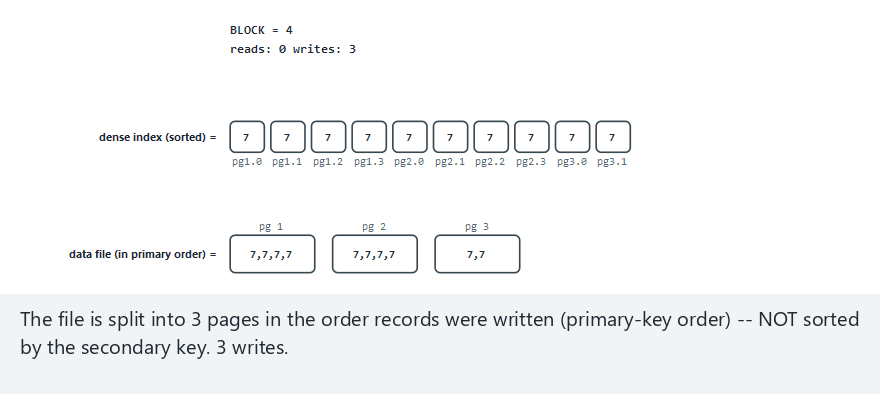 BLOCK = 4
reads: 0 writes: 3
dense index (sorted) = 7 7 7 7 7 7 7 7 7 7
pg1.0 pg1.1 pg1.2 pg1.3 pg2.0 pg2.1 pg2.2 pg2.3 pg3.0 pg3.1
pg 1 pg 2 pg 3
data file (in primary order) = 7,7,7,7 7,7,7,7 7,7
The file is split into 3 pages in the order records were written (primary-key order) -- NOT sorted
by the secondary key. 3 writes.